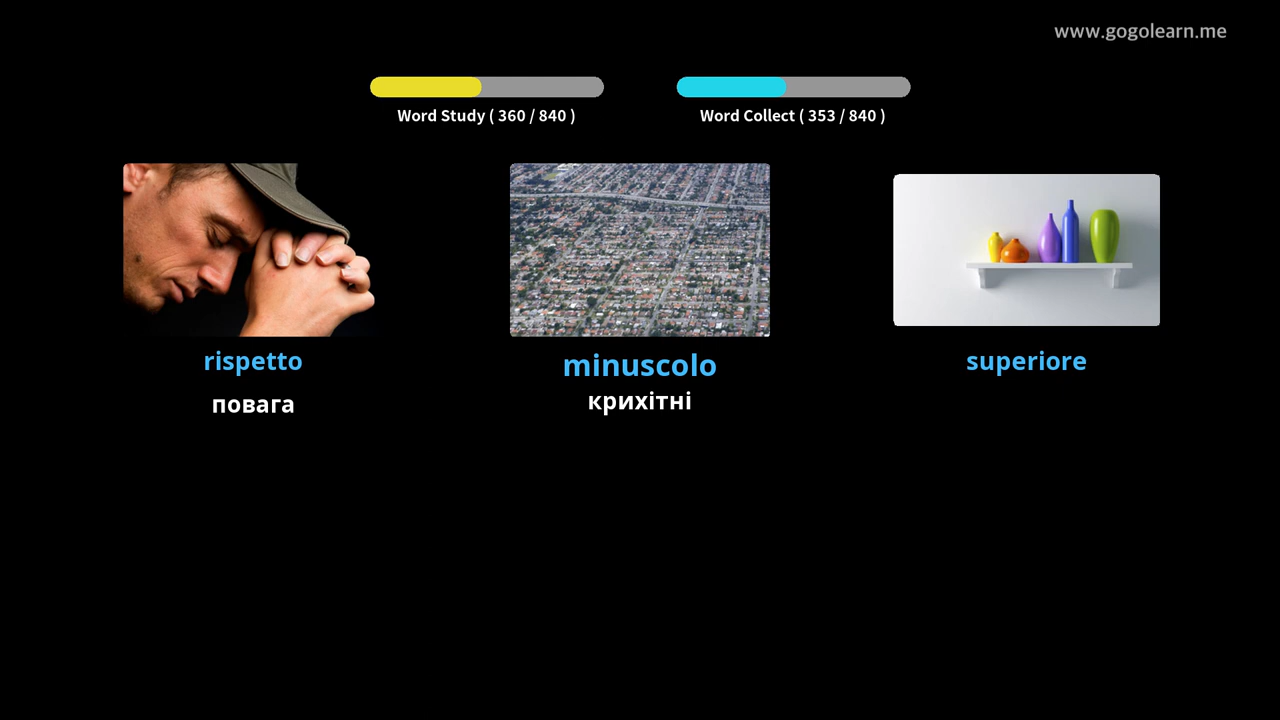 www.gogolearn.me
Word Study ( 360 / 840 )
Word Collect ( 353 / 840 )
rispetto
minuscolo
superiore
повага
крихітні